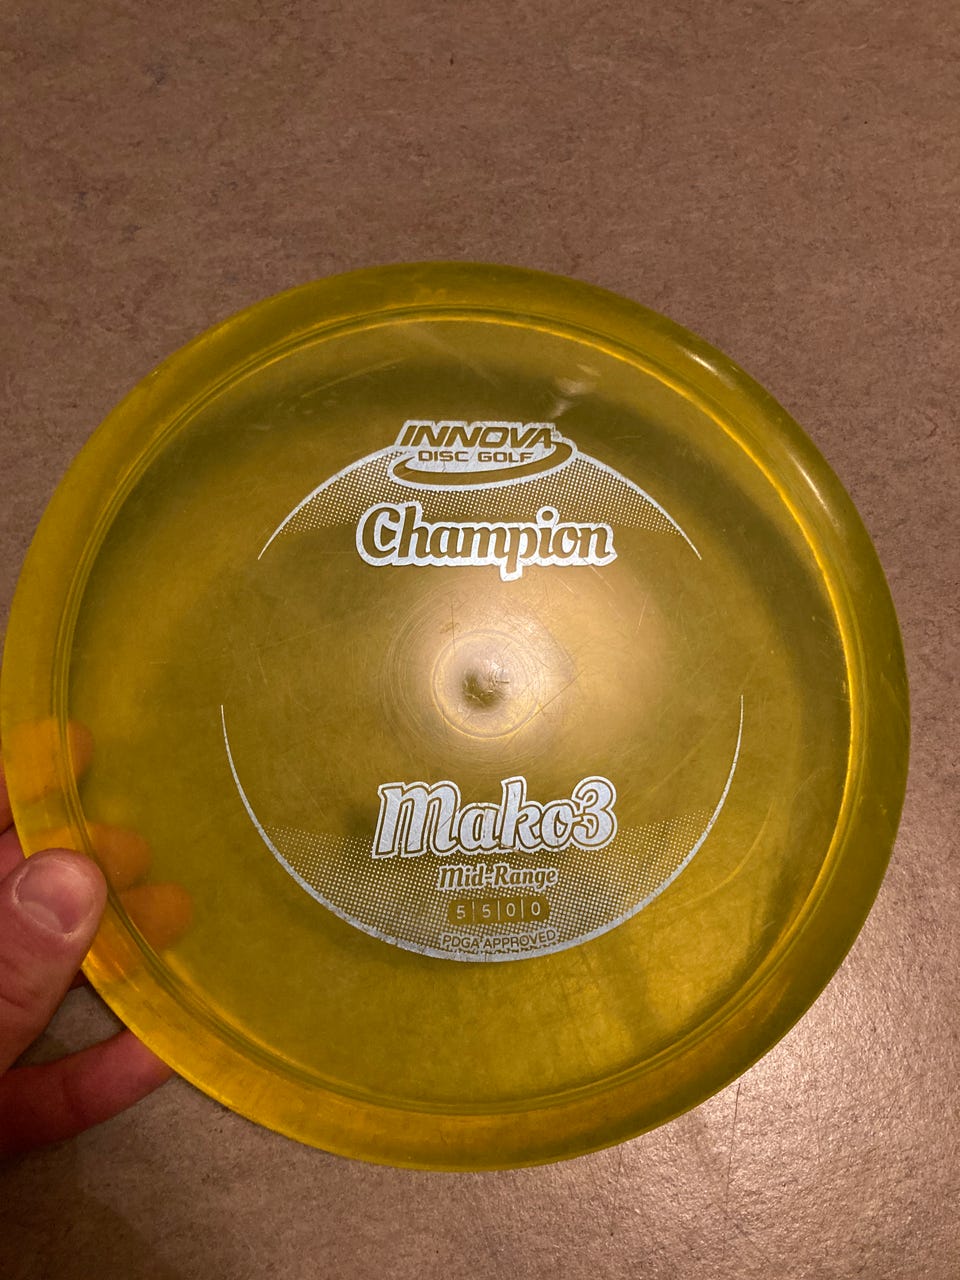 INNOVA
DISC GOLF
Champion
Mako3
Mid-Range
5 | 5 | 0 | 0
PDGA APPROVED